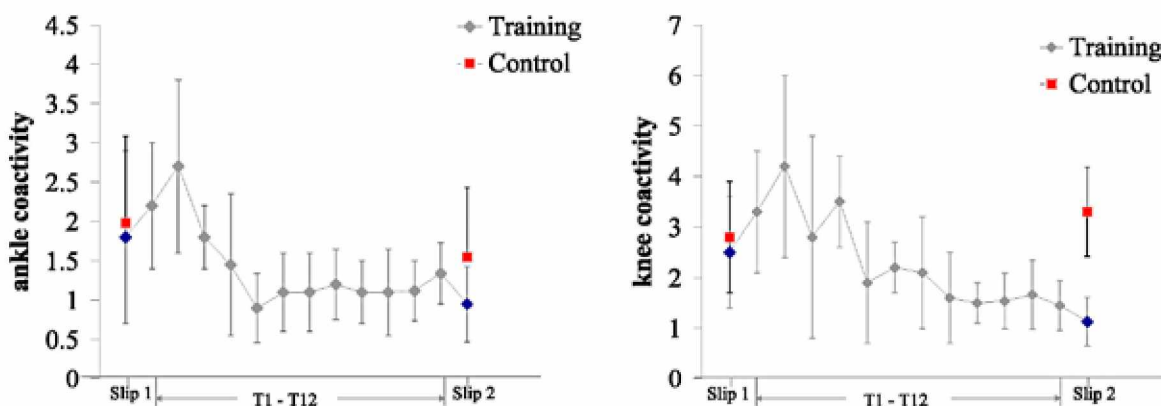 ankle coactivity
4.5
4
3.5
3
2.5
2
1.5
1
0.5
0
Training
Control
Slip 1
T1 - T12
Slip 2
knee coactivity
7
6
5
4
3
2
1
0
Training
Control
Slip 1
T1 - T12
Slip 2